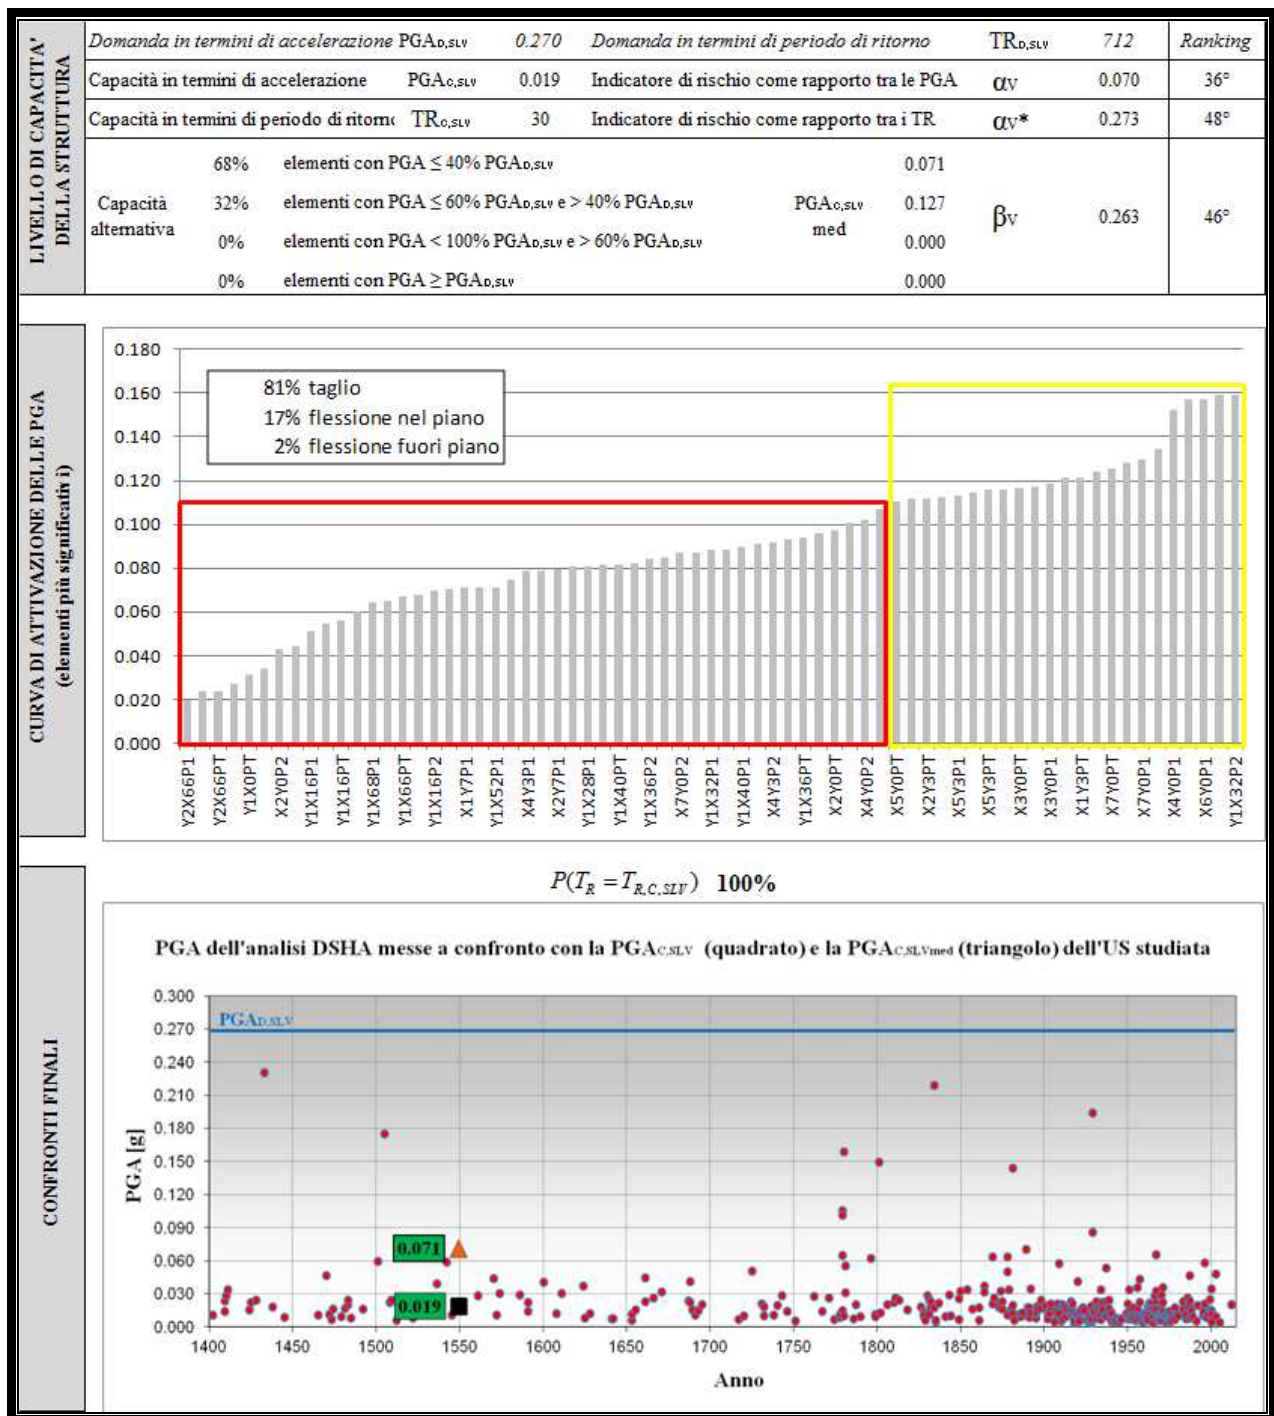 LIVELLO DI CAPACITA' DELLA STRUTTURA
Domanda in termini di accelerazione PGAD,SLV 0.270 Domanda in termini di periodo di ritorno TRD,SLV 712 Ranking
Capacità in termini di accelerazione PGAC,SLV 0.019 Indicatore di rischio come rapporto tra le PGA αV 0.070 36°
Capacità in termini di periodo di ritorno TRC,SLV 30 Indicatore di rischio come rapporto tra i TR αV* 0.273 48°
Capacità alternativa
68% elementi con PGA ≤ 40% PGAD,SLV 0.071
32% elementi con PGA ≤ 60% PGAD,SLV e > 40% PGAD,SLV 0.127
0% elementi con PGA < 100% PGAD,SLV e > 60% PGAD,SLV 0.000
0% elementi con PGA ≥ PGAD,SLV 0.000
PGAC,SLV med
βV 0.263 46°
CURVA DI ATTIVAZIONE DELLE PGA
(elementi più significativi)
0.180
0.160
0.140
0.120
0.100
0.080
0.060
0.040
0.020
0.000
81% taglio
17% flessione nel piano
2% flessione fuori piano
Y2X66P1
Y2X66PT
Y1X0PT
X2Y0P2
Y1X16P1
Y1X16PT
Y1X68P1
Y1X66PT
Y1X16P2
X1Y7P1
Y1X52P1
X4Y3P1
X2Y7P1
Y1X28P1
Y1X40PT
Y1X36P2
X7Y0P2
Y1X32P1
Y1X40P1
X4Y3P2
Y1X36PT
X2Y0PT
X4Y0P2
X5Y0PT
X2Y3PT
X5Y3P1
X5Y3PT
X3Y0PT
X3Y0P1
X1Y3PT
X7Y0PT
X7Y0P1
X4Y0P1
X6Y0P1
Y1X32P2
CONFRONTI FINALI
P(TR = TR,C,SLV) 100%
PGA dell'analisi DSHA messe a confronto con la PGAC,SLV (quadrato) e la PGAC,SLVmed (triangolo) dell'US studiata
PGA [g]
0.300
0.270
0.240
0.210
0.180
0.150
0.120
0.090
0.060
0.030
0.000
PGAD,SLV
0.071
0.019
1400 1450 1500 1550 1600 1650 1700 1750 1800 1850 1900 1950 2000
Anno